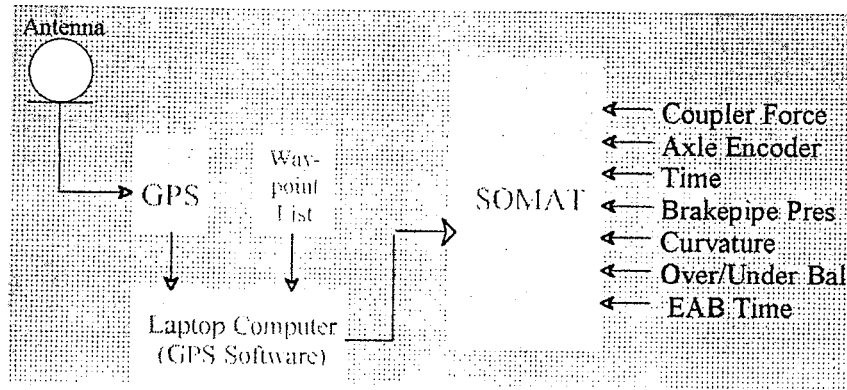 Antenna
GPS
Way-
point
List
Laptop Computer
(GPS Software)
SOMAT
Coupler Force
Axle Encoder
Time
Brakepipe Pres
Curvature
Over/Under Bal
EAB Time